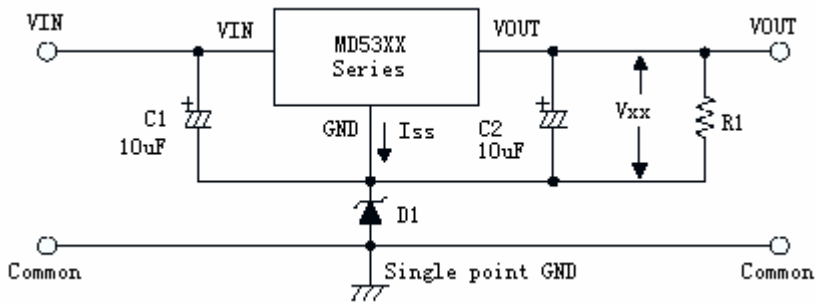 VIN
VIN
MD53XX
Series
VOUT
VOUT
C1
10uF
GND
Iss
C2
10uF
Vxx
R1
D1
Common
Single point GND
Common